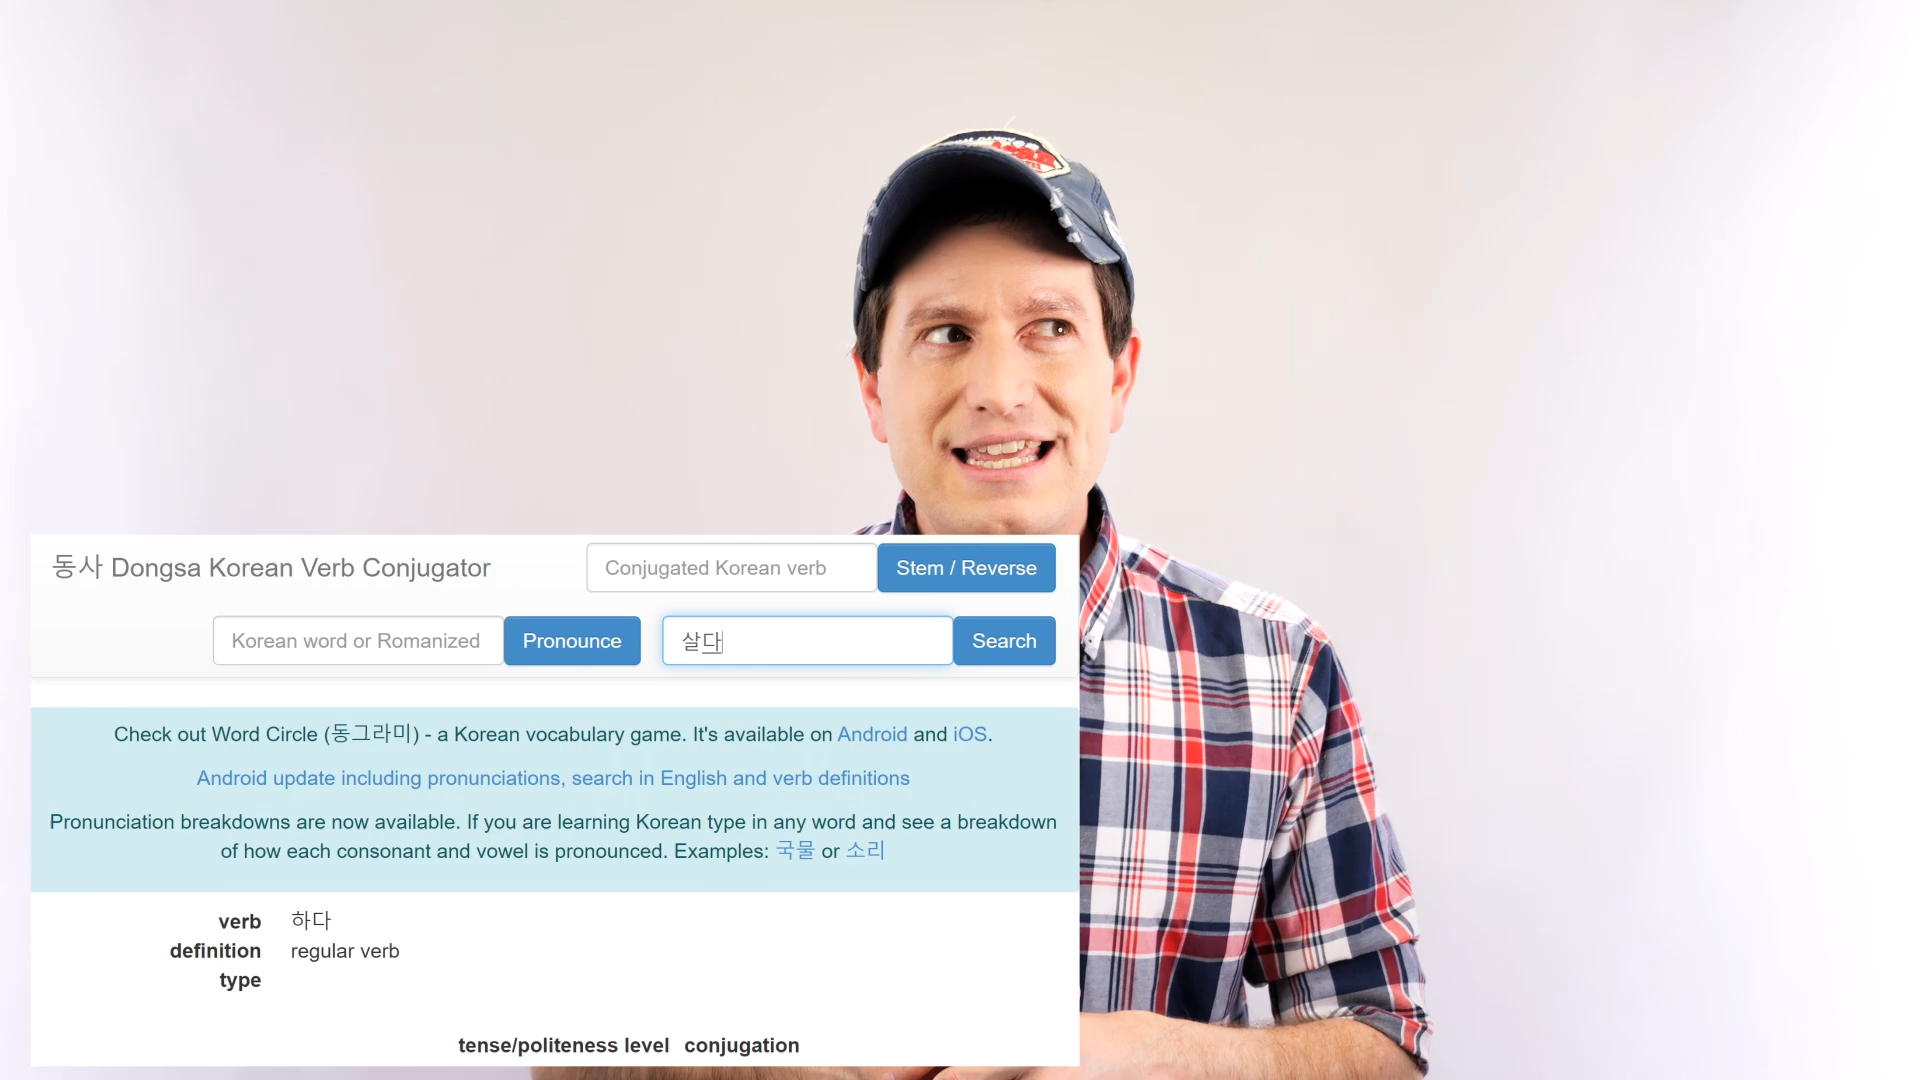 동사 Dongsa Korean Verb Conjugator
Conjugated Korean verb
Stem / Reverse
Korean word or Romanized
Pronounce
살다
Search
Check out Word Circle (동그라미) - a Korean vocabulary game. It's available on Android and iOS.
Android update including pronunciations, search in English and verb definitions
Pronunciation breakdowns are now available. If you are learning Korean type in any word and see a breakdown
of how each consonant and vowel is pronounced. Examples: 국물 or 소리
verb 하다
definition regular verb
type
tense/politeness level conjugation